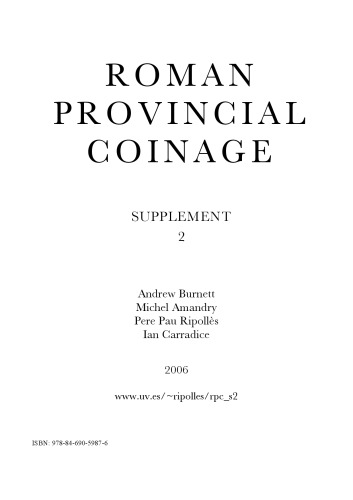 ROMAN
PROVINCIAL
COINAGE
SUPPLEMENT
2
Andrew Burnett
Michel Amandry
Pere Pau Ripollès
Ian Carradice
2006
www.uv.es/~ripolles/rpc_s2
ISBN: 978-84-690-5987-6